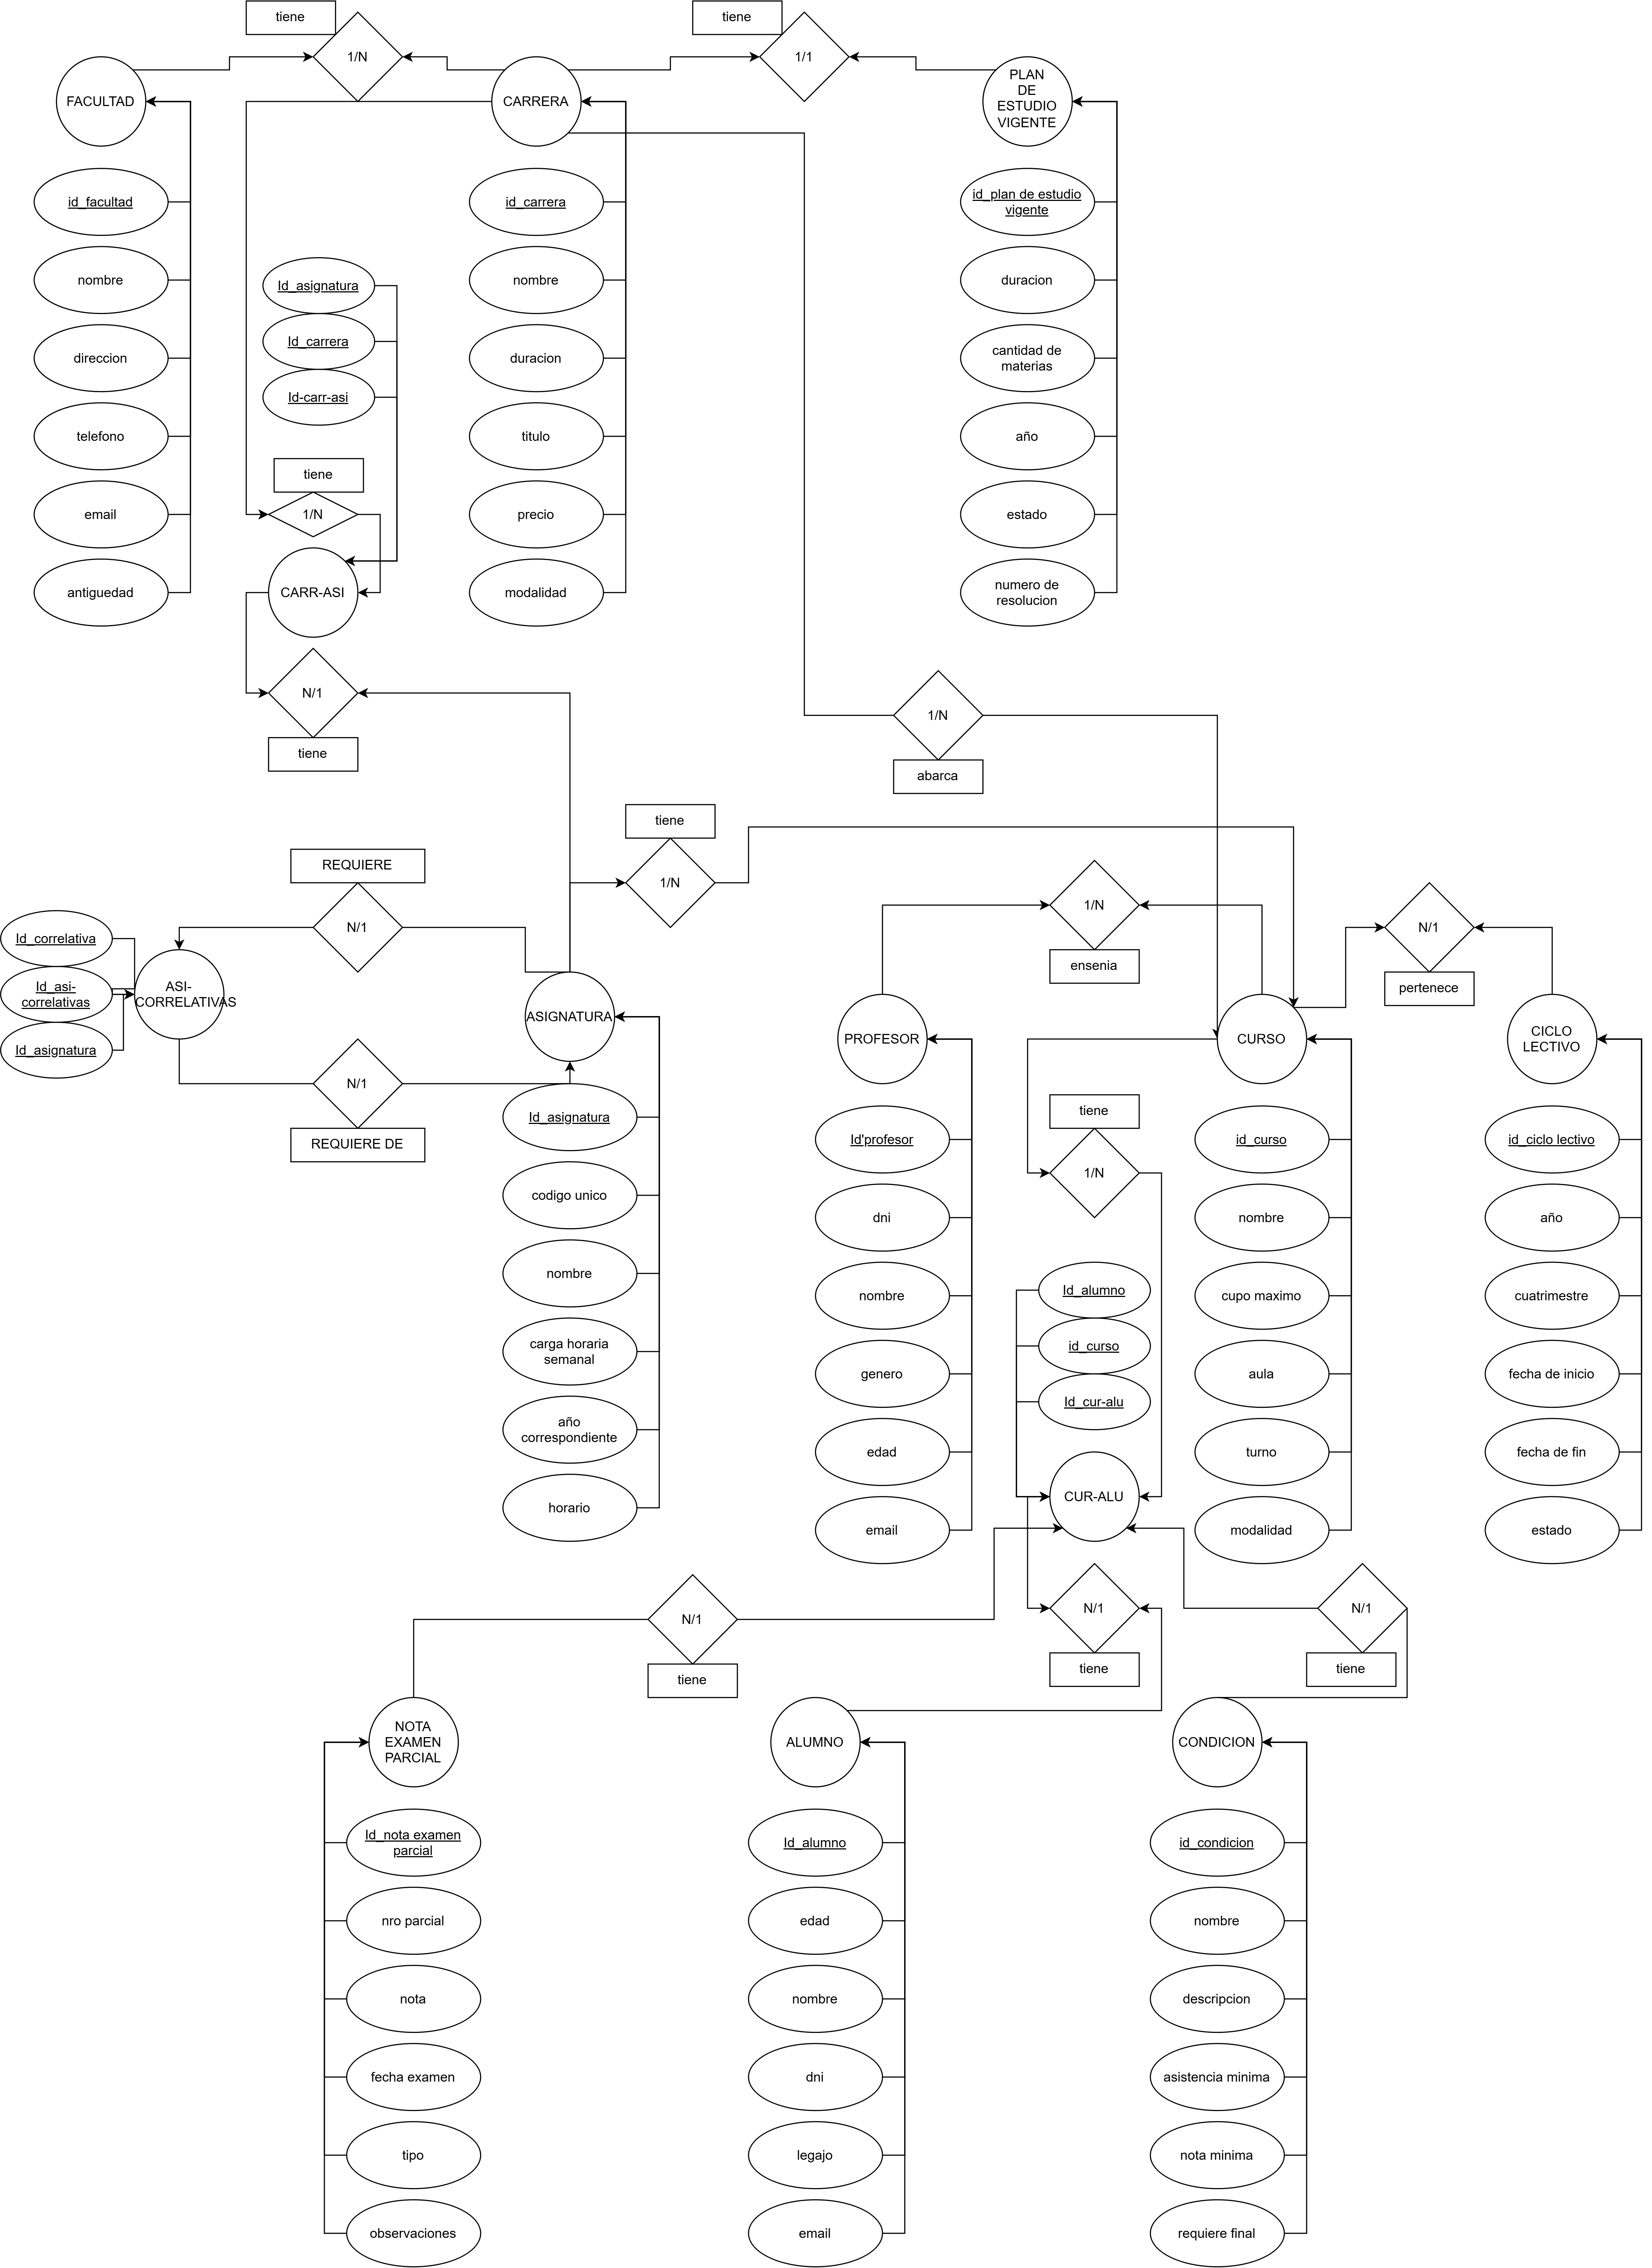 tiene
tiene
1/N
1/1
FACULTAD
CARRERA
PLAN
DE
ESTUDIO
VIGENTE
id_facultad
nombre
direccion
telefono
email
antiguedad
Id_asignatura
Id_carrera
Id-carr-asi
tiene
1/N
CARR-ASI
N/1
tiene
id_carrera
nombre
duracion
titulo
precio
modalidad
id_plan de estudio
vigente
duracion
cantidad de
materias
año
estado
numero de
resolucion
1/N
abarca
tiene
1/N
REQUIERE
N/1
Id_correlativa
Id_asi-
correlativas
Id_asignatura
ASI-
CORRELATIVAS
N/1
REQUIERE DE
ASIGNATURA
Id_asignatura
codigo unico
nombre
carga horaria
semanal
año
correspondiente
horario
1/N
ensenia
N/1
pertenece
PROFESOR
CURSO
CICLO
LECTIVO
Id'profesor
dni
nombre
genero
edad
email
tiene
1/N
Id_alumno
id_curso
Id_cur-alu
CUR-ALU
id_curso
nombre
cupo maximo
aula
turno
modalidad
id_ciclo lectivo
año
cuatrimestre
fecha de inicio
fecha de fin
estado
N/1
tiene
N/1
tiene
N/1
tiene
NOTA
EXAMEN
PARCIAL
ALUMNO
CONDICION
Id_nota examen
parcial
nro parcial
nota
fecha examen
tipo
observaciones
Id_alumno
edad
nombre
dni
legajo
email
id_condicion
nombre
descripcion
asistencia minima
nota minima
requiere final